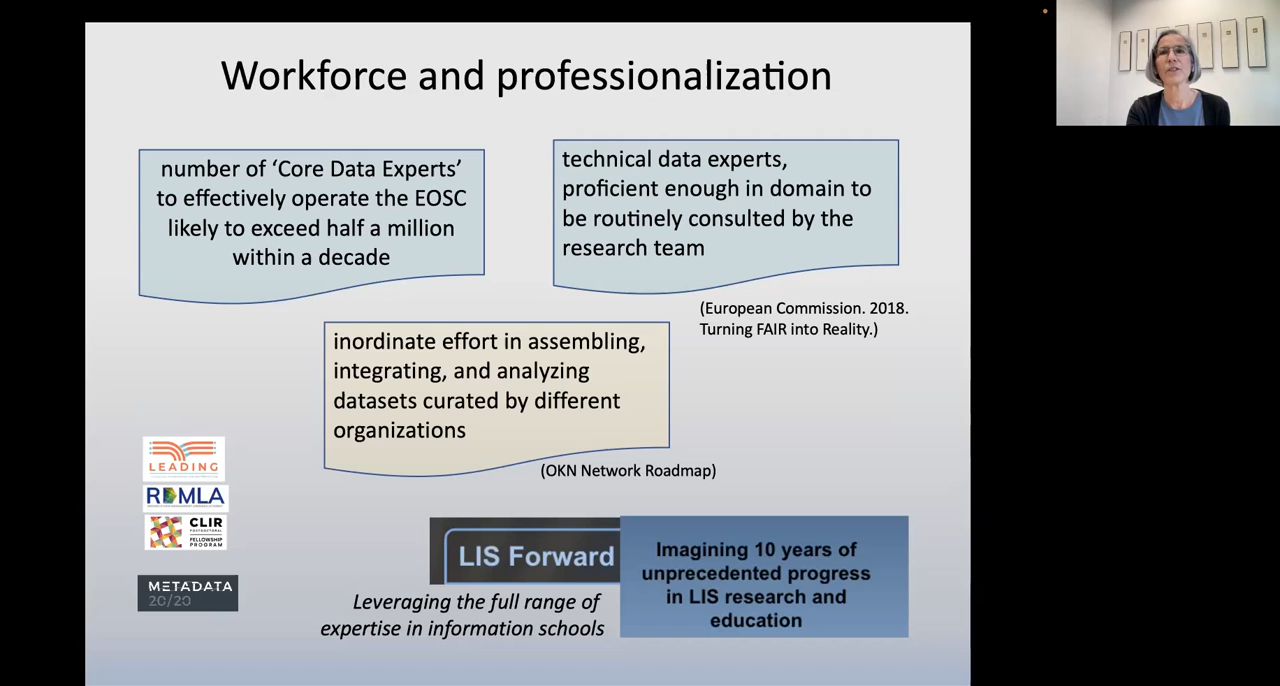 Workforce and professionalization
number of ‘Core Data Experts’
to effectively operate the EOSC
likely to exceed half a million
within a decade
technical data experts,
proficient enough in domain to
be routinely consulted by the
research team
(European Commission. 2018.
Turning FAIR into Reality.)
inordinate effort in assembling,
integrating, and analyzing
datasets curated by different
organizations
(OKN Network Roadmap)
LEADING
RDMLA
CLIR
POSTDOCTORAL
FELLOWSHIP
PROGRAM
METADATA
20/20
LIS Forward
Leveraging the full range of
expertise in information schools
Imagining 10 years of
unprecedented progress
in LIS research and
education